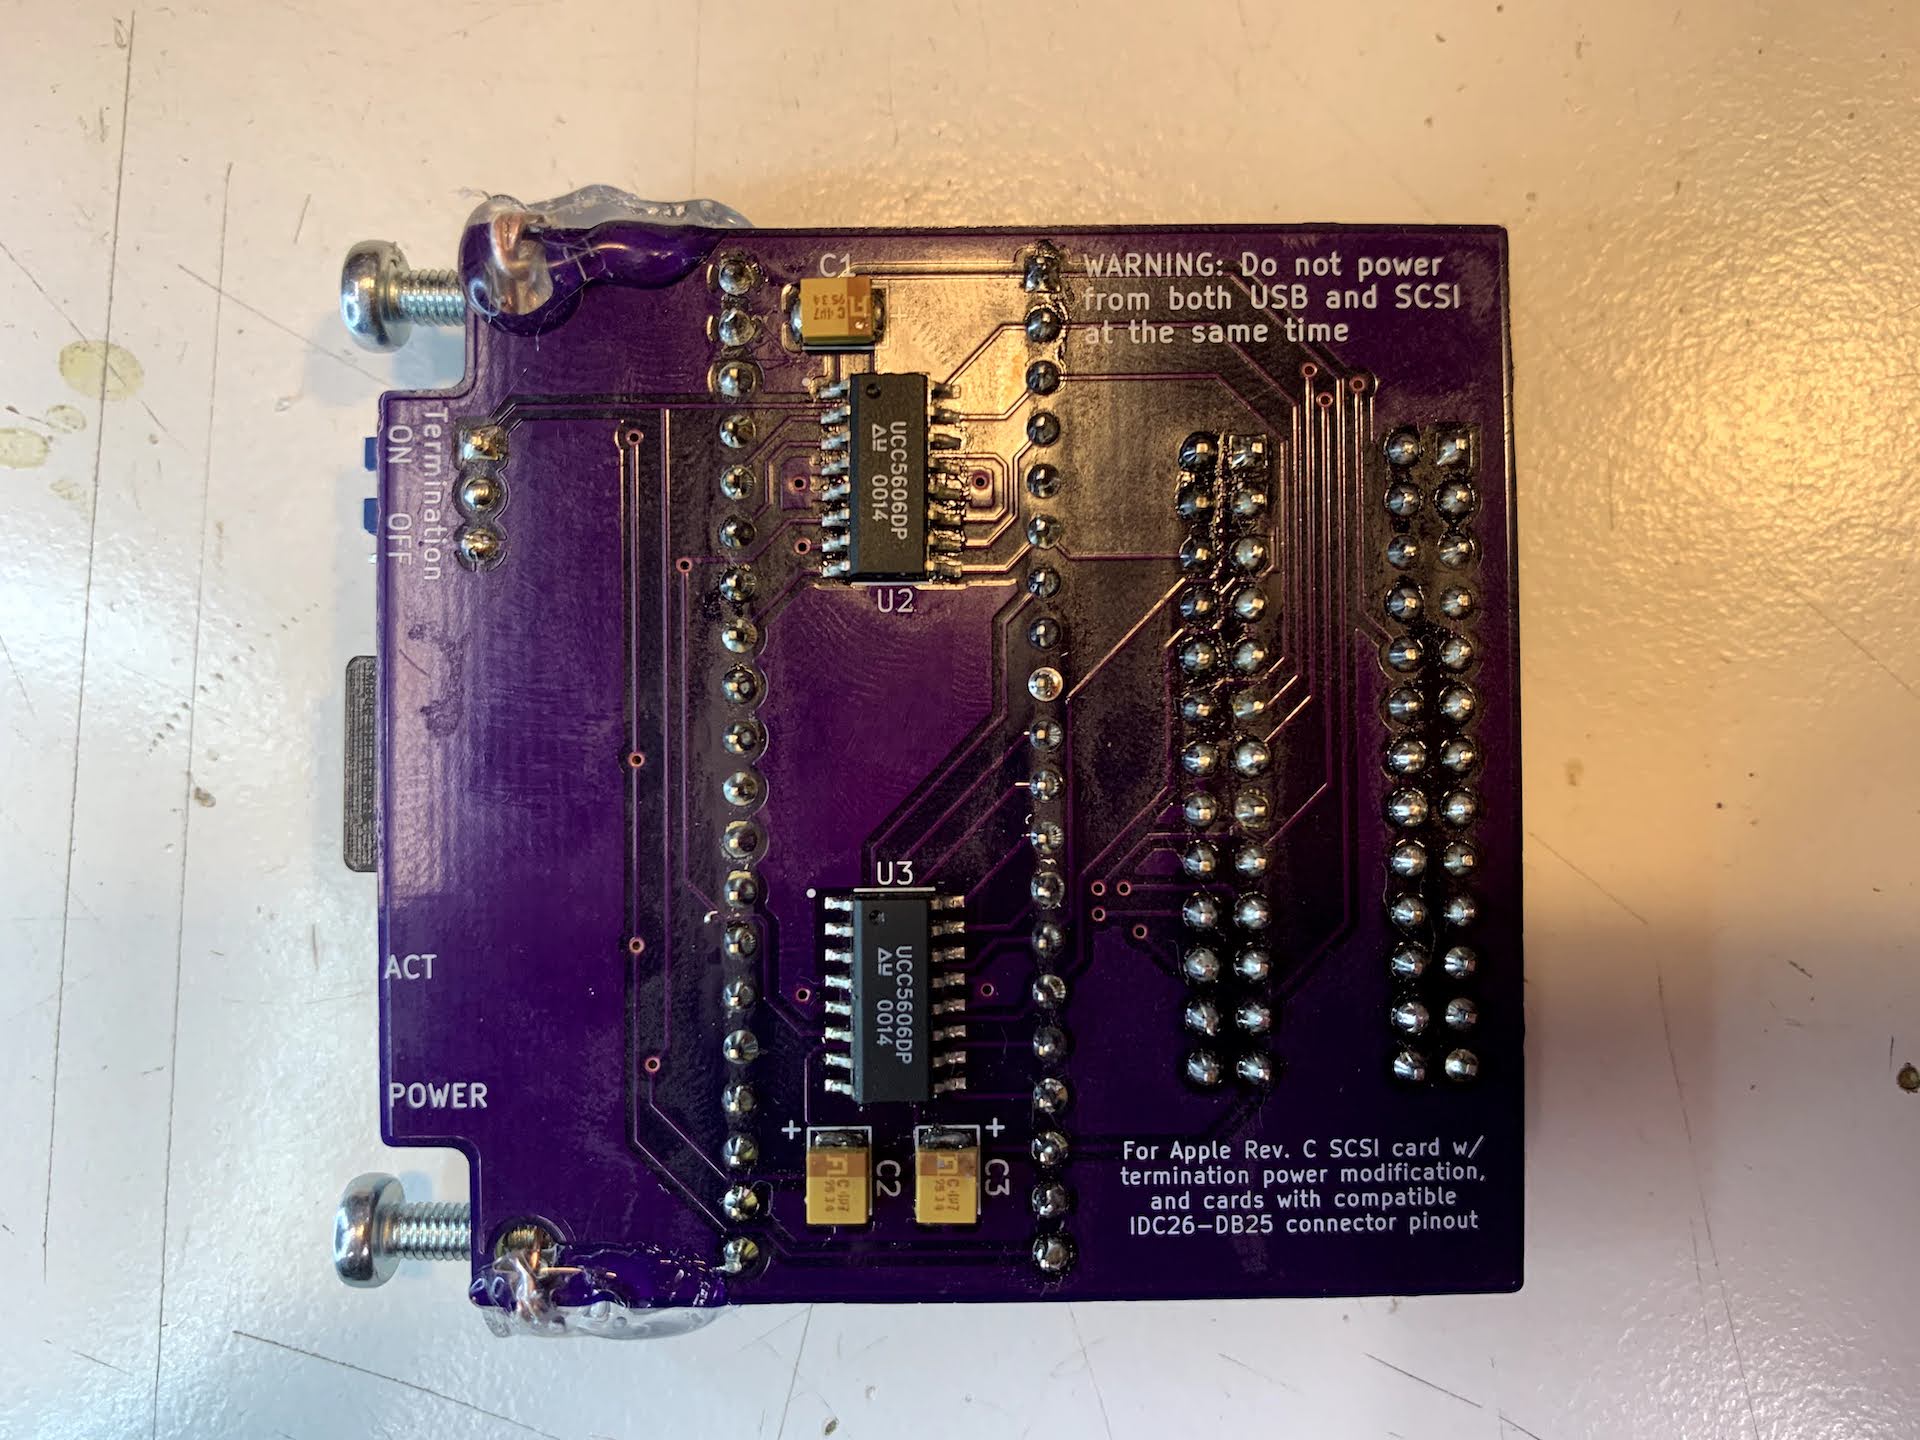 C1
WARNING: Do not power
from both USB and SCSI
at the same time
Termination
ON OFF
UCC5606DP
0014
U2
U3
UCC5606DP
0014
ACT
POWER
+
C2
+
C3
For Apple Rev. C SCSI card w/
termination power modification,
and cards with compatible
IDC26-DB25 connector pinout